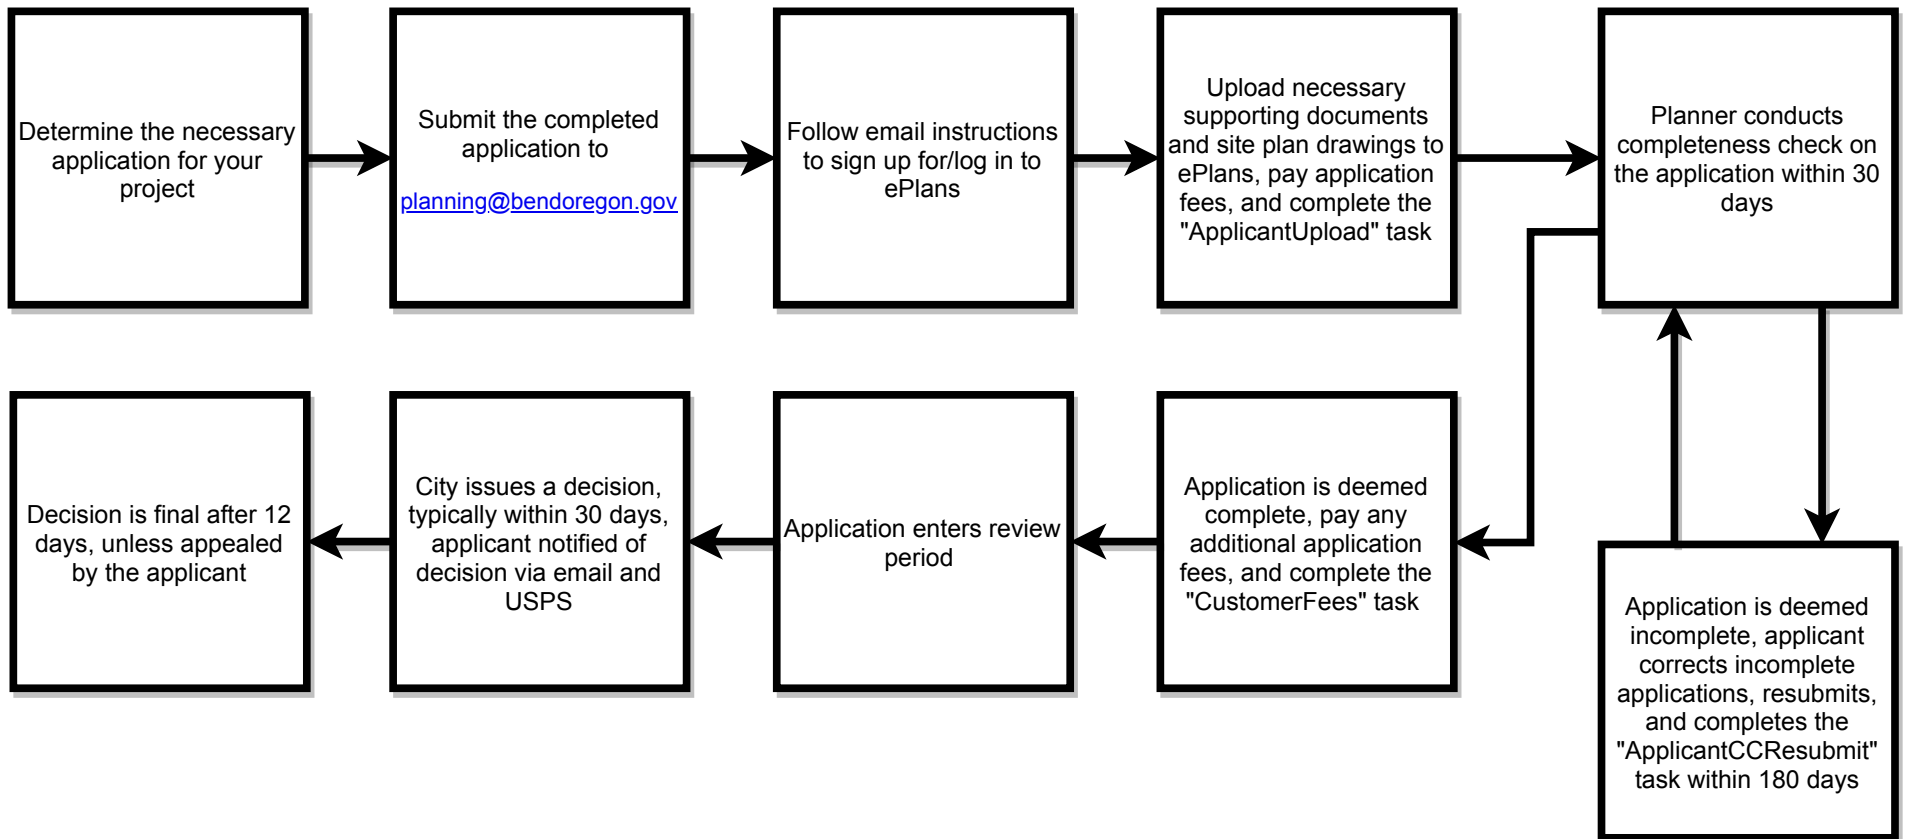 Determine the necessary
application for your
project
Submit the completed
application to
planning@bendoregon.gov
Follow email instructions
to sign up for/log in to
ePlans
Upload necessary
supporting documents
and site plan drawings to
ePlans, pay application
fees, and complete the
"ApplicantUpload" task
Planner conducts
completeness check on
the application within 30
days
Decision is final after 12
days, unless appealed
by the applicant
City issues a decision,
typically within 30 days,
applicant notified of
decision via email and
USPS
Application enters review
period
Application is deemed
complete, pay any
additional application
fees, and complete the
"CustomerFees" task
Application is deemed
incomplete, applicant
corrects incomplete
applications, resubmits,
and completes the
"ApplicantCCResubmit"
task within 180 days